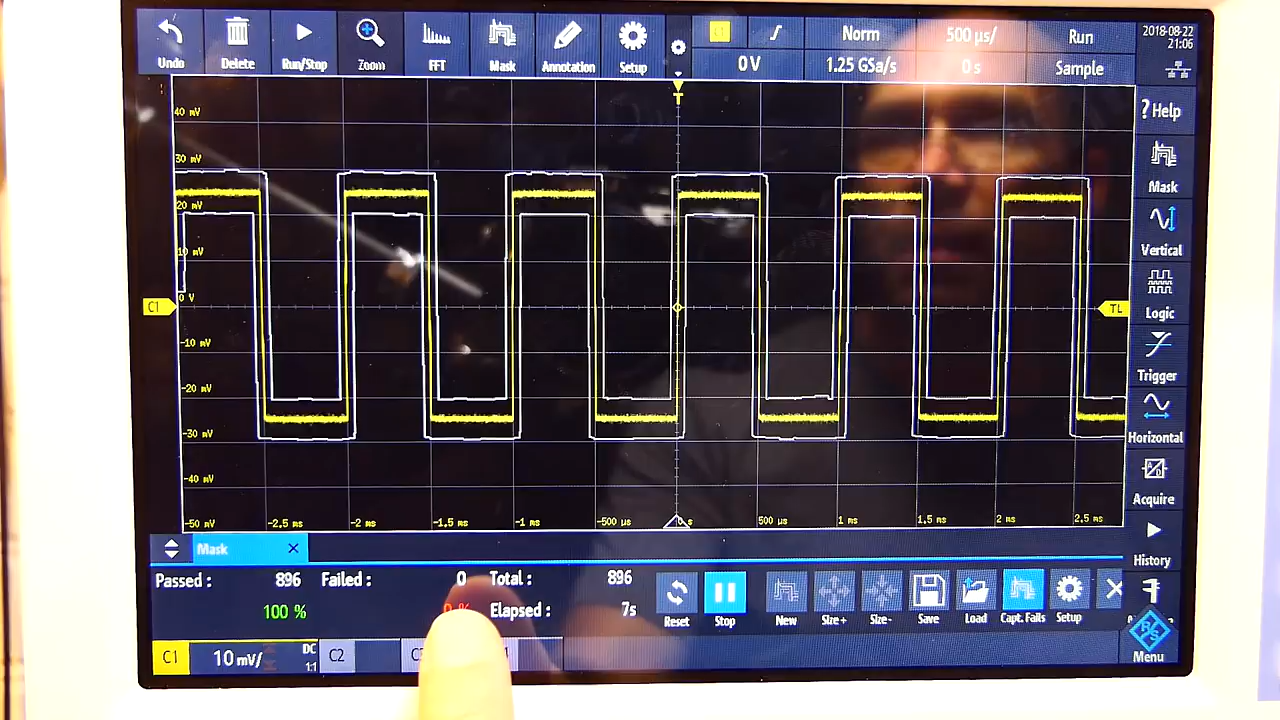 Undo Delete Run/Stop Zoom FFT Mask Annotation Setup
Norm 500 µs/ Run 2018-08-22
0 V 1.25 GSa/s 0 s Sample 21:06
T
? Help
Mask
Vertical
Logic
Trigger
Horizontal
Acquire
History
Menu
40 mV
30 mV
20 mV
10 mV
0 V
C1
TL
-10 mV
-20 mV
-30 mV
-40 mV
-50 mV -2.5 ms -2 ms -1.5 ms -1 ms -500 µs 0 s 500 µs 1 ms 1.5 ms 2 ms 2.5 ms
Mask
Passed : 896 Failed : 0 Total : 896
100 % 0 % Elapsed : 7s
Reset Stop New Size+ Size- Save Load Capt. Fails Setup
C1 10 mV/ DC 1:1 C2
R/S